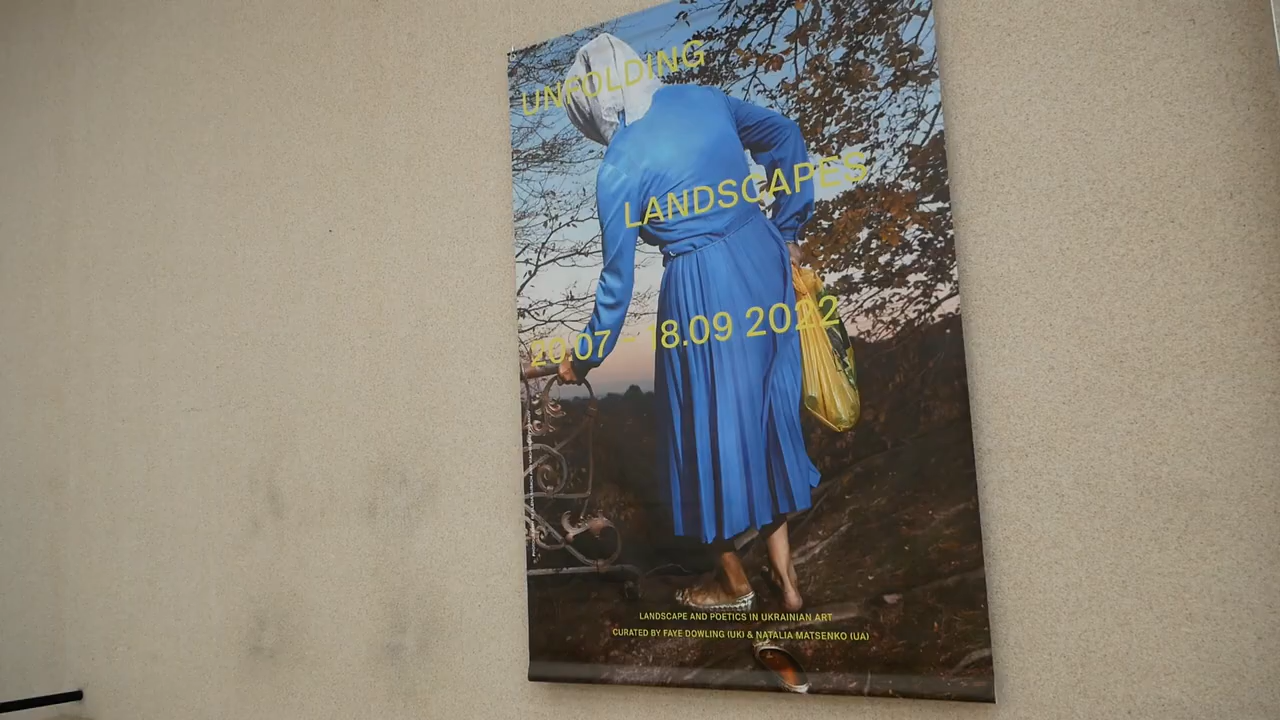 UNFOLDING
LANDSCAPES
20.07 – 18.09 2022
LANDSCAPE AND POETICS IN UKRAINIAN ART
CURATED BY FAYE DOWLING (UK) & NATALIA MATSENKO (UA)